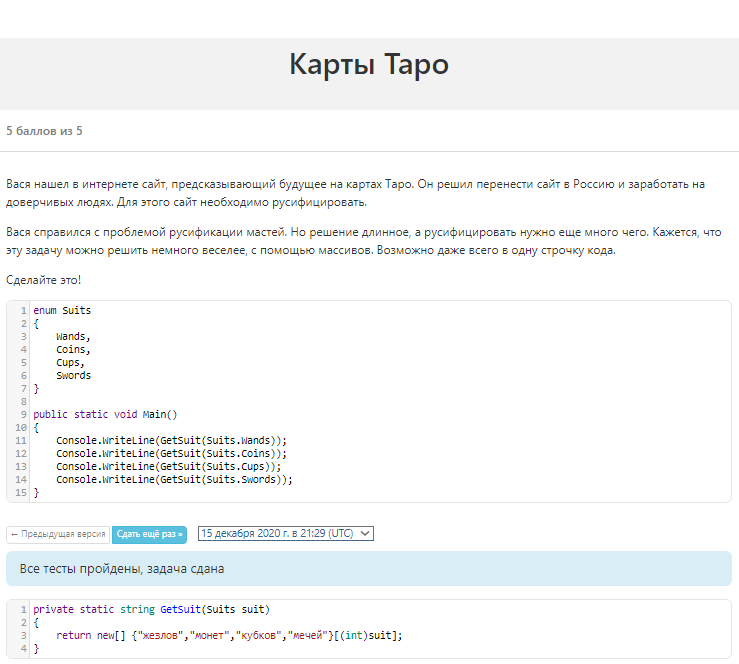 Карты Таро
5 баллов из 5
Вася нашел в интернете сайт, предсказывающий будущее на картах Таро. Он решил перенести сайт в Россию и заработать на
доверчивых людях. Для этого сайт необходимо русифицировать.
Вася справился с проблемой русификации мастей. Но решение длинное, а русифицировать нужно еще много чего. Кажется, что
эту задачу можно решить немного веселее, с помощью массивов. Возможно даже всего в одну строчку кода.
Сделайте это!
1 enum Suits
2 {
3     Wands,
4     Coins,
5     Cups,
6     Swords
7 }
8
9 public static void Main()
10 {
11     Console.WriteLine(GetSuit(Suits.Wands));
12     Console.WriteLine(GetSuit(Suits.Coins));
13     Console.WriteLine(GetSuit(Suits.Cups));
14     Console.WriteLine(GetSuit(Suits.Swords));
15 }
← Предыдущая версия Сдать ещё раз » 15 декабря 2020 г. в 21:29 (UTC)
Все тесты пройдены, задача сдана
1 private static string GetSuit(Suits suit)
2 {
3     return new[] {"жезлов","монет","кубков","мечей"}[(int)suit];
4 }